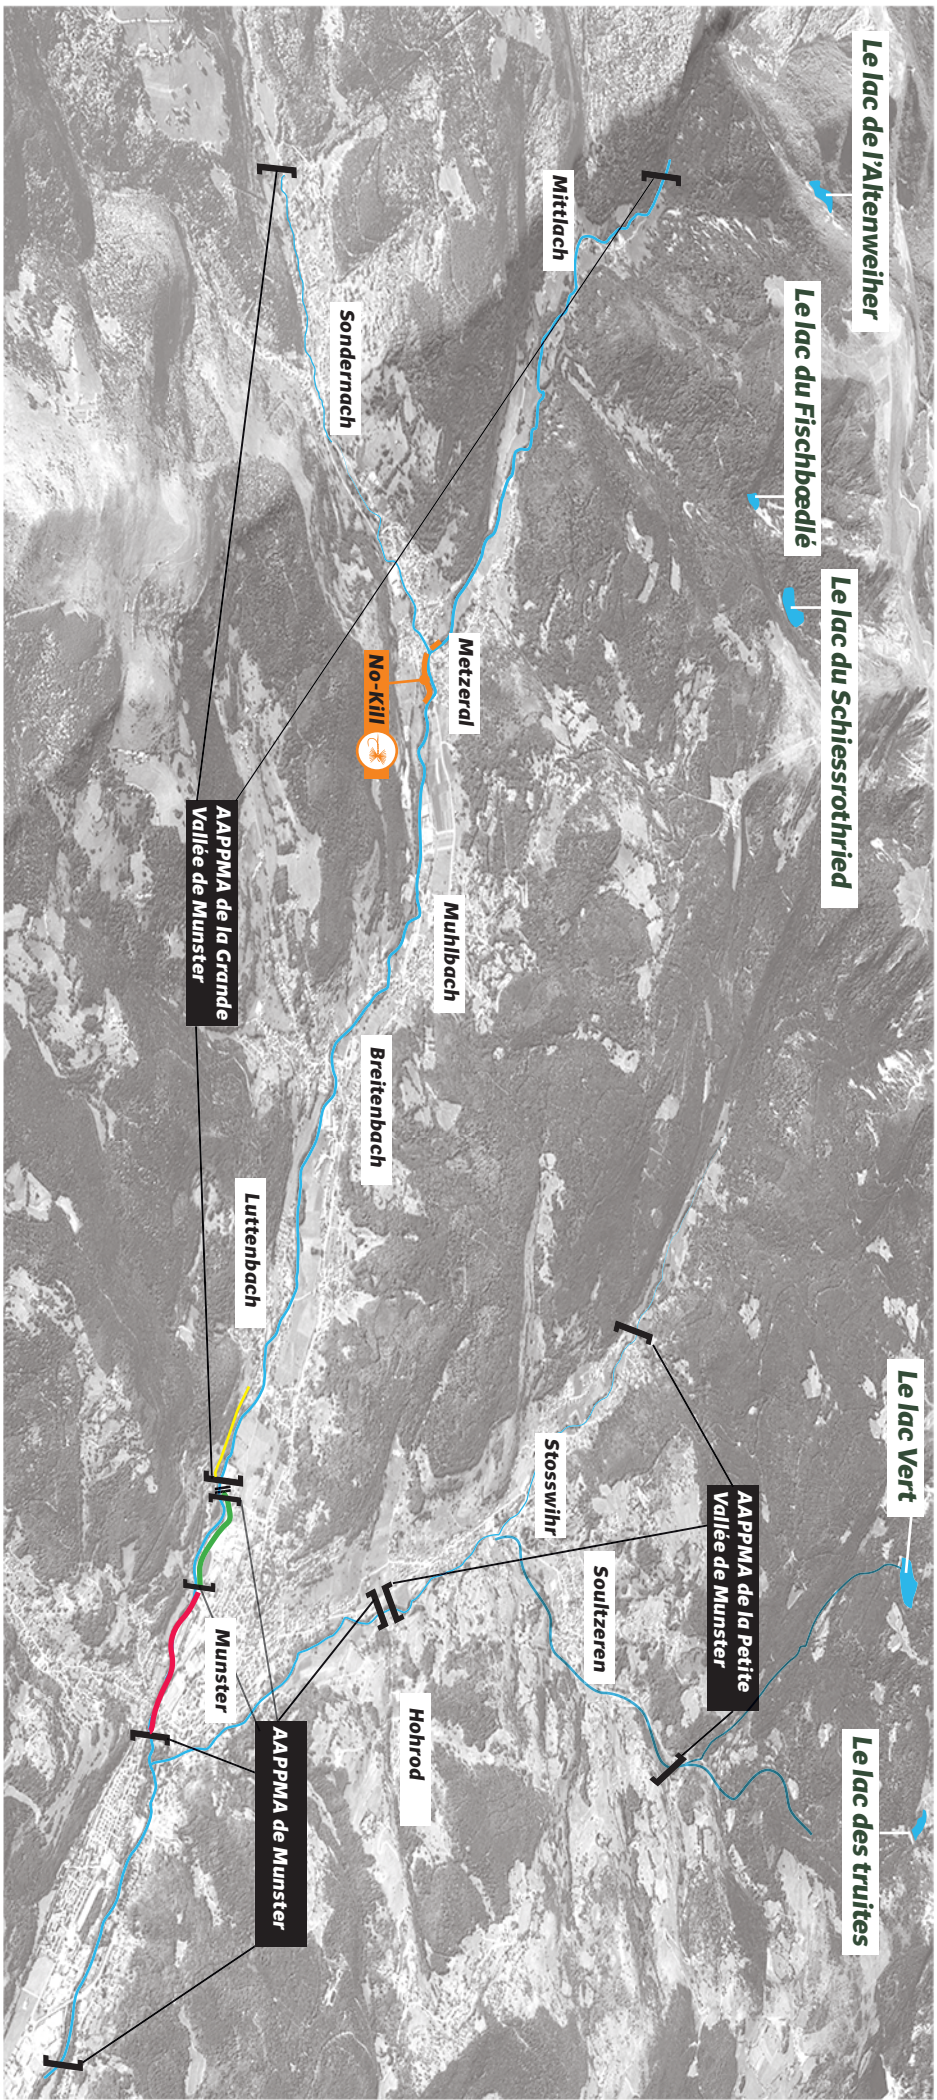 Le lac de l'Altenweiher
Le lac du Fischbœdlé
Le lac du Schiessrothried
Le lac Vert
Le lac des truites
Mittlach
Sondernach
Metzeral
No-Kill
Muhlbach
AAPPMA de la Grande
Vallée de Munster
Breitenbach
Luttenbach
Stosswihr
AAPPMA de la Petite
Vallée de Munster
Soultzeren
Munster
Hohrod
AAPPMA de Munster